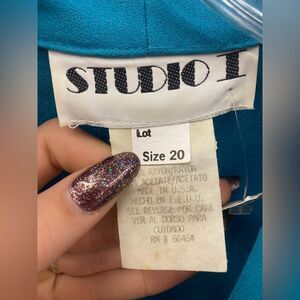 STUDIO I
Lot
Size 20
% RAYON/RAYON
% ACETATE/ACETATO
MADE IN U.S.A.
HECHO EN E.E.U.U.
SEE REVERSE FOR CARE
VER AL DORSO PARA
CUIDADO
RN # 66464